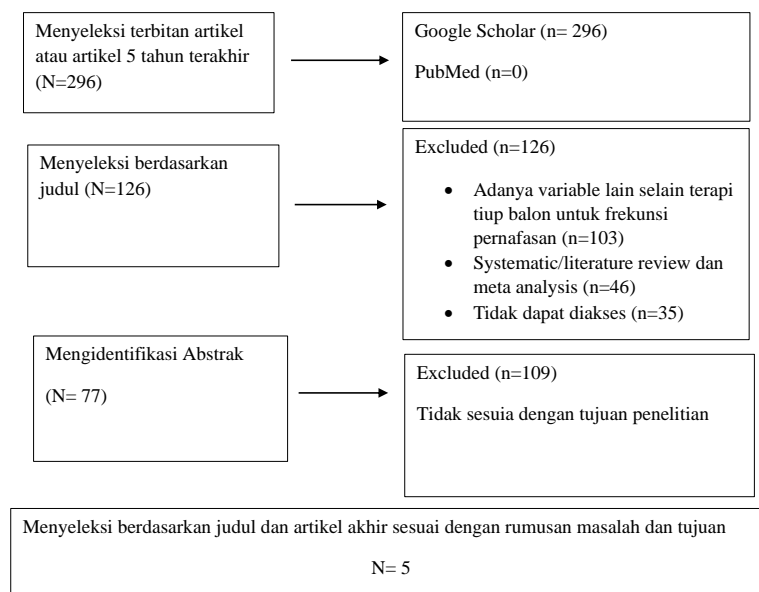 Menyeleksi terbitan artikel
atau artikel 5 tahun terakhir
(N=296)
Google Scholar (n= 296)
PubMed (n=0)
Menyeleksi berdasarkan
judul (N=126)
Excluded (n=126)
• Adanya variable lain selain terapi
tiup balon untuk frekunsi
pernafasan (n=103)
• Systematic/literature review dan
meta analysis (n=46)
• Tidak dapat diakses (n=35)
Mengidentifikasi Abstrak
(N= 77)
Excluded (n=109)
Tidak sesuia dengan tujuan penelitian
Menyeleksi berdasarkan judul dan artikel akhir sesuai dengan rumusan masalah dan tujuan
N= 5